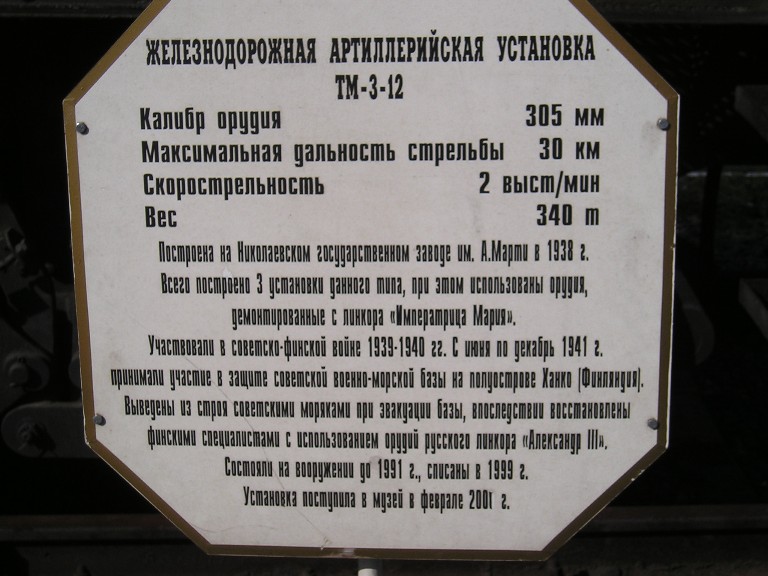 ЖЕЛЕЗНОДОРОЖНАЯ АРТИЛЛЕРИЙСКАЯ УСТАНОВКА
ТМ-3-12
Калибр орудия 305 мм
Максимальная дальность стрельбы 30 км
Скорострельность 2 выст/мин
Вес 340 т
Построена на Николаевском государственном заводе им. А.Марти в 1938 г.
Всего построено 3 установки данного типа, при этом использованы орудия,
демонтированные с линкора «Императрица Мария».
Участвовали в советско-финской войне 1939-1940 гг. С июня по декабрь 1941 г.
принимали участие в защите советской военно-морской базы на полуострове Ханко (Финляндия).
Выведены из строя советскими моряками при эвакуации базы, впоследствии восстановлены
финскими специалистами с использованием орудий русского линкора «Александр III».
Состояли на вооружении до 1991 г., списаны в 1999 г.
Установка поступила в музей в феврале 2001 г.